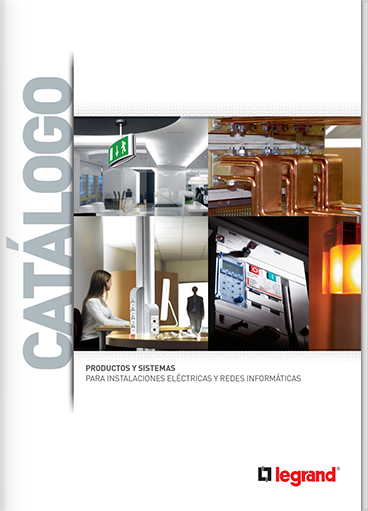 CATÁLOGO
PRODUCTOS Y SISTEMAS
PARA INSTALACIONES ELÉCTRICAS Y REDES INFORMÁTICAS
legrand®